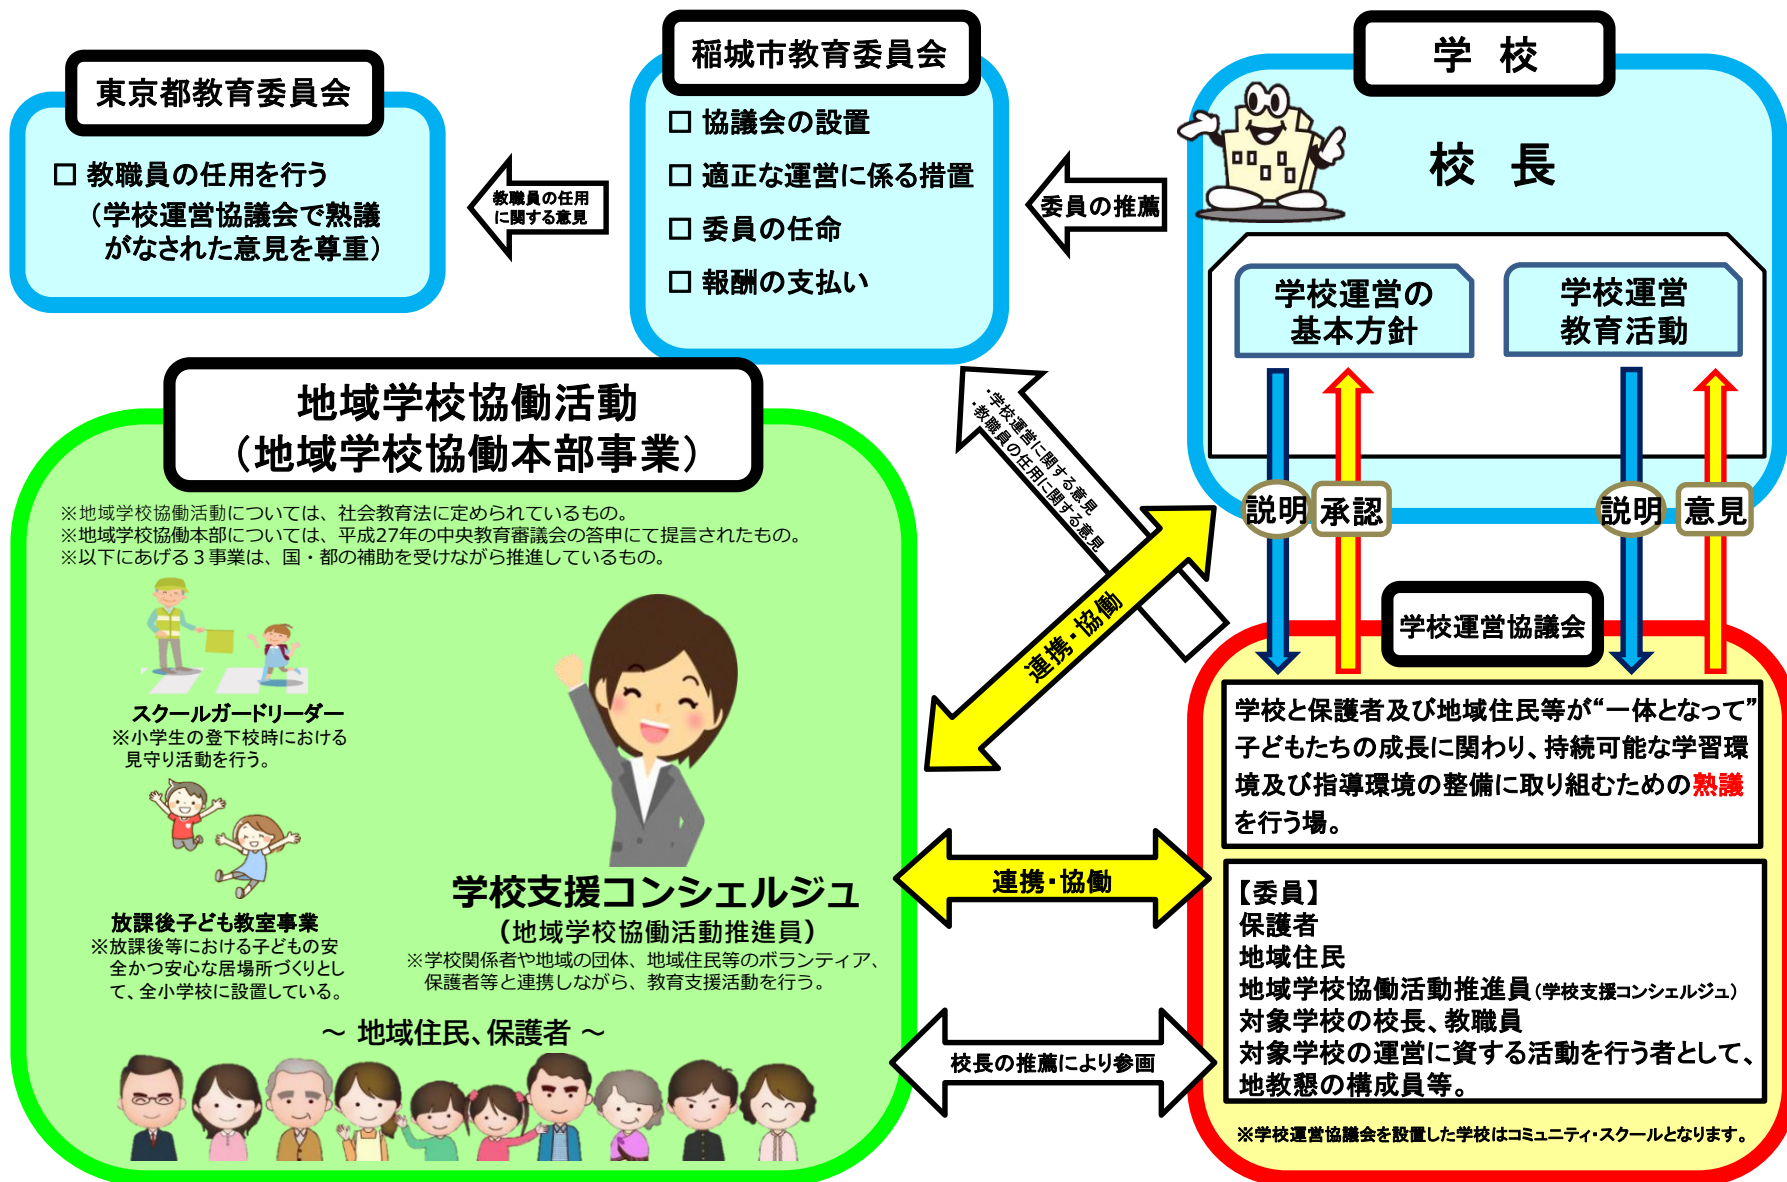 東京都教育委員会
□ 教職員の任用を行う
（学校運営協議会で熟議
がなされた意見を尊重）
教職員の任用
に関する意見
稲城市教育委員会
□ 協議会の設置
□ 適正な運営に係る措置
□ 委員の任命
□ 報酬の支払い
委員の推薦
学 校
校 長
学校運営の
基本方針
学校運営
教育活動
説明
承認
説明
意見
・学校運営に関する意見
・教職員の任用に関する意見
連携・協働
地域学校協働活動
（地域学校協働本部事業）
※地域学校協働活動については、社会教育法に定められているもの。
※地域学校協働本部については、平成27年の中央教育審議会の答申にて提言されたもの。
※以下にあげる３事業は、国・都の補助を受けながら推進しているもの。
スクールガードリーダー
※小学生の登下校時における
見守り活動を行う。
放課後子ども教室事業
※放課後等における子どもの安
全かつ安心な居場所づくりとし
て、全小学校に設置している。
学校支援コンシェルジュ
（地域学校協働活動推進員）
※学校関係者や地域の団体、地域住民等のボランティア、
保護者等と連携しながら、教育支援活動を行う。
～ 地域住民、保護者 ～
連携・協働
校長の推薦により参画
学校運営協議会
学校と保護者及び地域住民等が“一体となって”
子どもたちの成長に関わり、持続可能な学習環
境及び指導環境の整備に取り組むための熟議
を行う場。
【委員】
保護者
地域住民
地域学校協働活動推進員（学校支援コンシェルジュ）
対象学校の校長、教職員
対象学校の運営に資する活動を行う者として、
地教懇の構成員等。
※学校運営協議会を設置した学校はコミュニティ・スクールとなります。